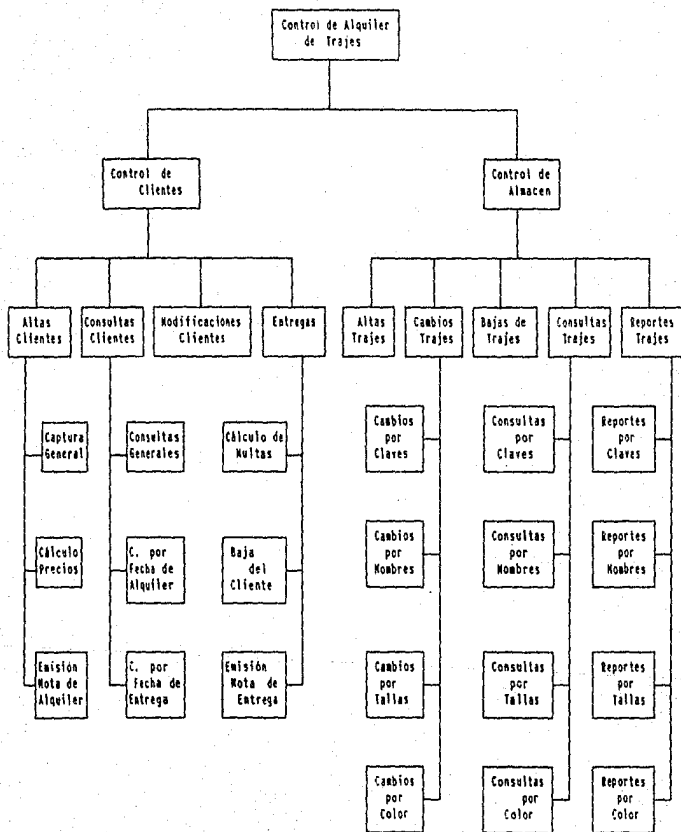 Control de Alquiler
de Trajes
Control de
Clientes
Control de
Almacen
Altas
Clientes
Consultas
Clientes
Modificaciones
Clientes
Entregas
Altas
Trajes
Cambios
Trajes
Bajas de
Trajes
Consultas
Trajes
Reportes
Trajes
Captura
General
Consultas
Generales
Cálculo de
Multas
Cambios
por
Claves
Consultas
por
Claves
Reportes
por
Claves
Cálculo
Precios
C. por
Fecha de
Alquiler
Baja
del
Cliente
Cambios
por
Nombres
Consultas
por
Nombres
Reportes
por
Nombres
Emisión
Nota de
Alquiler
C. por
Fecha de
Entrega
Emisión
Nota de
Entrega
Cambios
por
Tallas
Consultas
por
Tallas
Reportes
por
Tallas
Cambios
por
Color
Consultas
por
Color
Reportes
por
Color